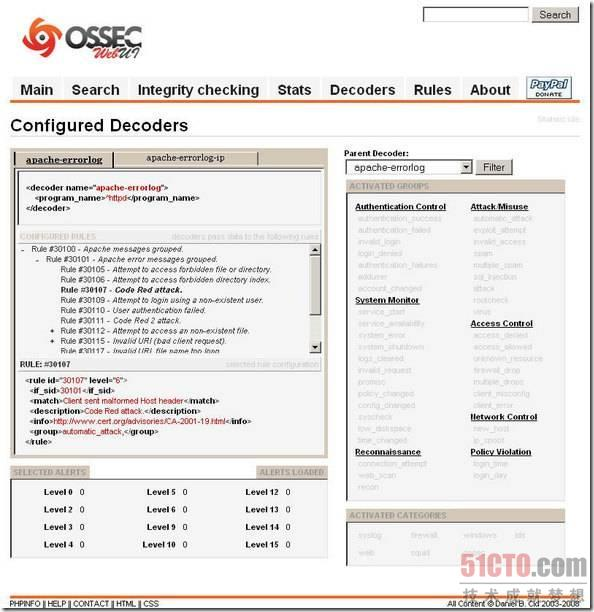 Search
OSSEC
WebUI
Main Search Integrity checking Stats Decoders Rules About PayPal DONATE
Configured Decoders
apache-errorlog apache-errorlog-ip
<decoder name="apache-errorlog">
<program_name>^httpd</program_name>
</decoder>
CONFIGURED RULES decoders pass data to the following rules
- Rule #30100 - Apache messages grouped.
- Rule #30101 - Apache error messages grouped.
Rule #30105 - Attempt to access forbidden file or directory.
Rule #30106 - Attempt to access forbidden directory index.
Rule #30107 - Code Red attack.
Rule #30109 - Attempt to login using a non-existent user.
Rule #30110 - User authentication failed.
Rule #30111 - Code Red 2 attack.
+ Rule #30112 - Attempt to access an non-existent file.
+ Rule #30115 - Invalid URI (bad client request).
Rule #30117 - Invalid URI, file name too long.
RULE: #30107 selected rule configuration
<rule id="30107" level="6">
<if_sid>30101</if_sid>
<match>Client sent malformed Host header</match>
<description>Code Red attack.</description>
<info>http://www.cert.org/advisories/CA-2001-19.html</info>
<group>automatic_attack,</group>
</rule>
SELECTED ALERTS ALERTS LOADED
Level 0 0 Level 5 0 Level 12 0
Level 2 0 Level 6 0 Level 13 0
Level 3 0 Level 9 0 Level 14 0
Level 4 0 Level 10 0 Level 15 0
Parent Decoder:
apache-errorlog Filter
ACTIVATED GROUPS
Authentication Control
authentication_success
authentication_failed
invalid_login
login_denied
authentication_failures
adduser
account_changed
System Monitor
service_start
service_availability
system_error
system_shutdown
logs_cleared
invalid_request
promisc
policy_changed
config_changed
syscheck
low_diskspace
time_changed
Reconnaissance
connection_attempt
web_scan
recon
Attack/Misuse
automatic_attack
exploit_attempt
invalid_access
spam
multiple_spam
sql_injection
attack
rootcheck
virus
Access Control
access_denied
access_allowed
unknown_resource
firewall_drop
multiple_drops
client_misconfig
client_error
Network Control
new_host
ip_spoof
Policy Violation
login_time
login_day
ACTIVATED CATEGORIES
syslog firewall windows ids
web squid ossec
51CTO.com
技术成就梦想
PHPINFO || HELP || CONTACT || HTML || CSS All Content © Daniel B. Cid 2003-2008